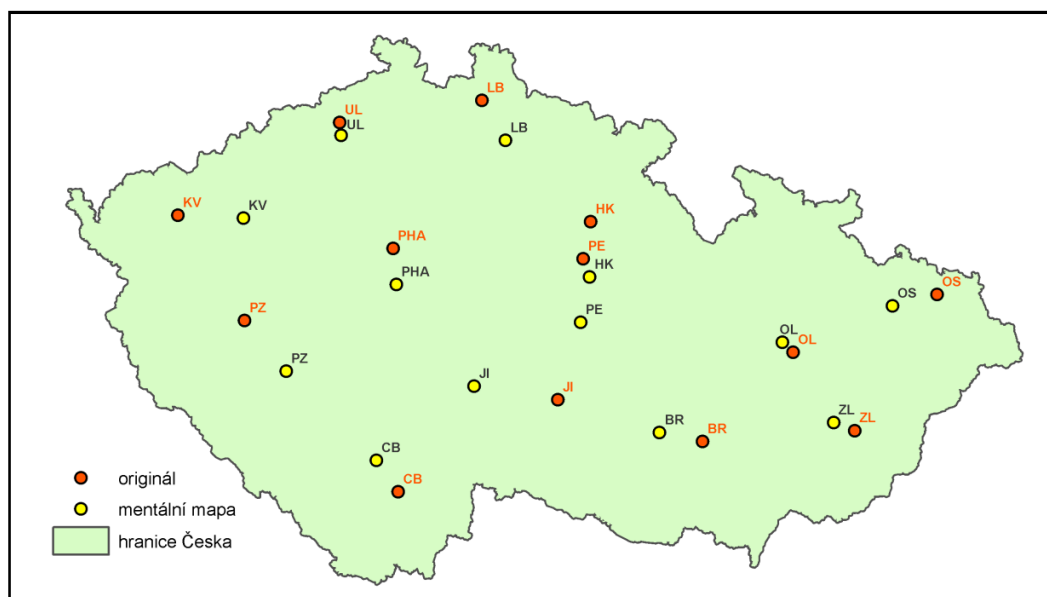 LB
UL
UL
LB
KV
KV
HK
PHA
PE
PHA
HK
OS
OS
PZ
PE
OL
OL
PZ
JI
JI
ZL
BR
BR
ZL
CB
CB
originál
mentální mapa
hranice Česka